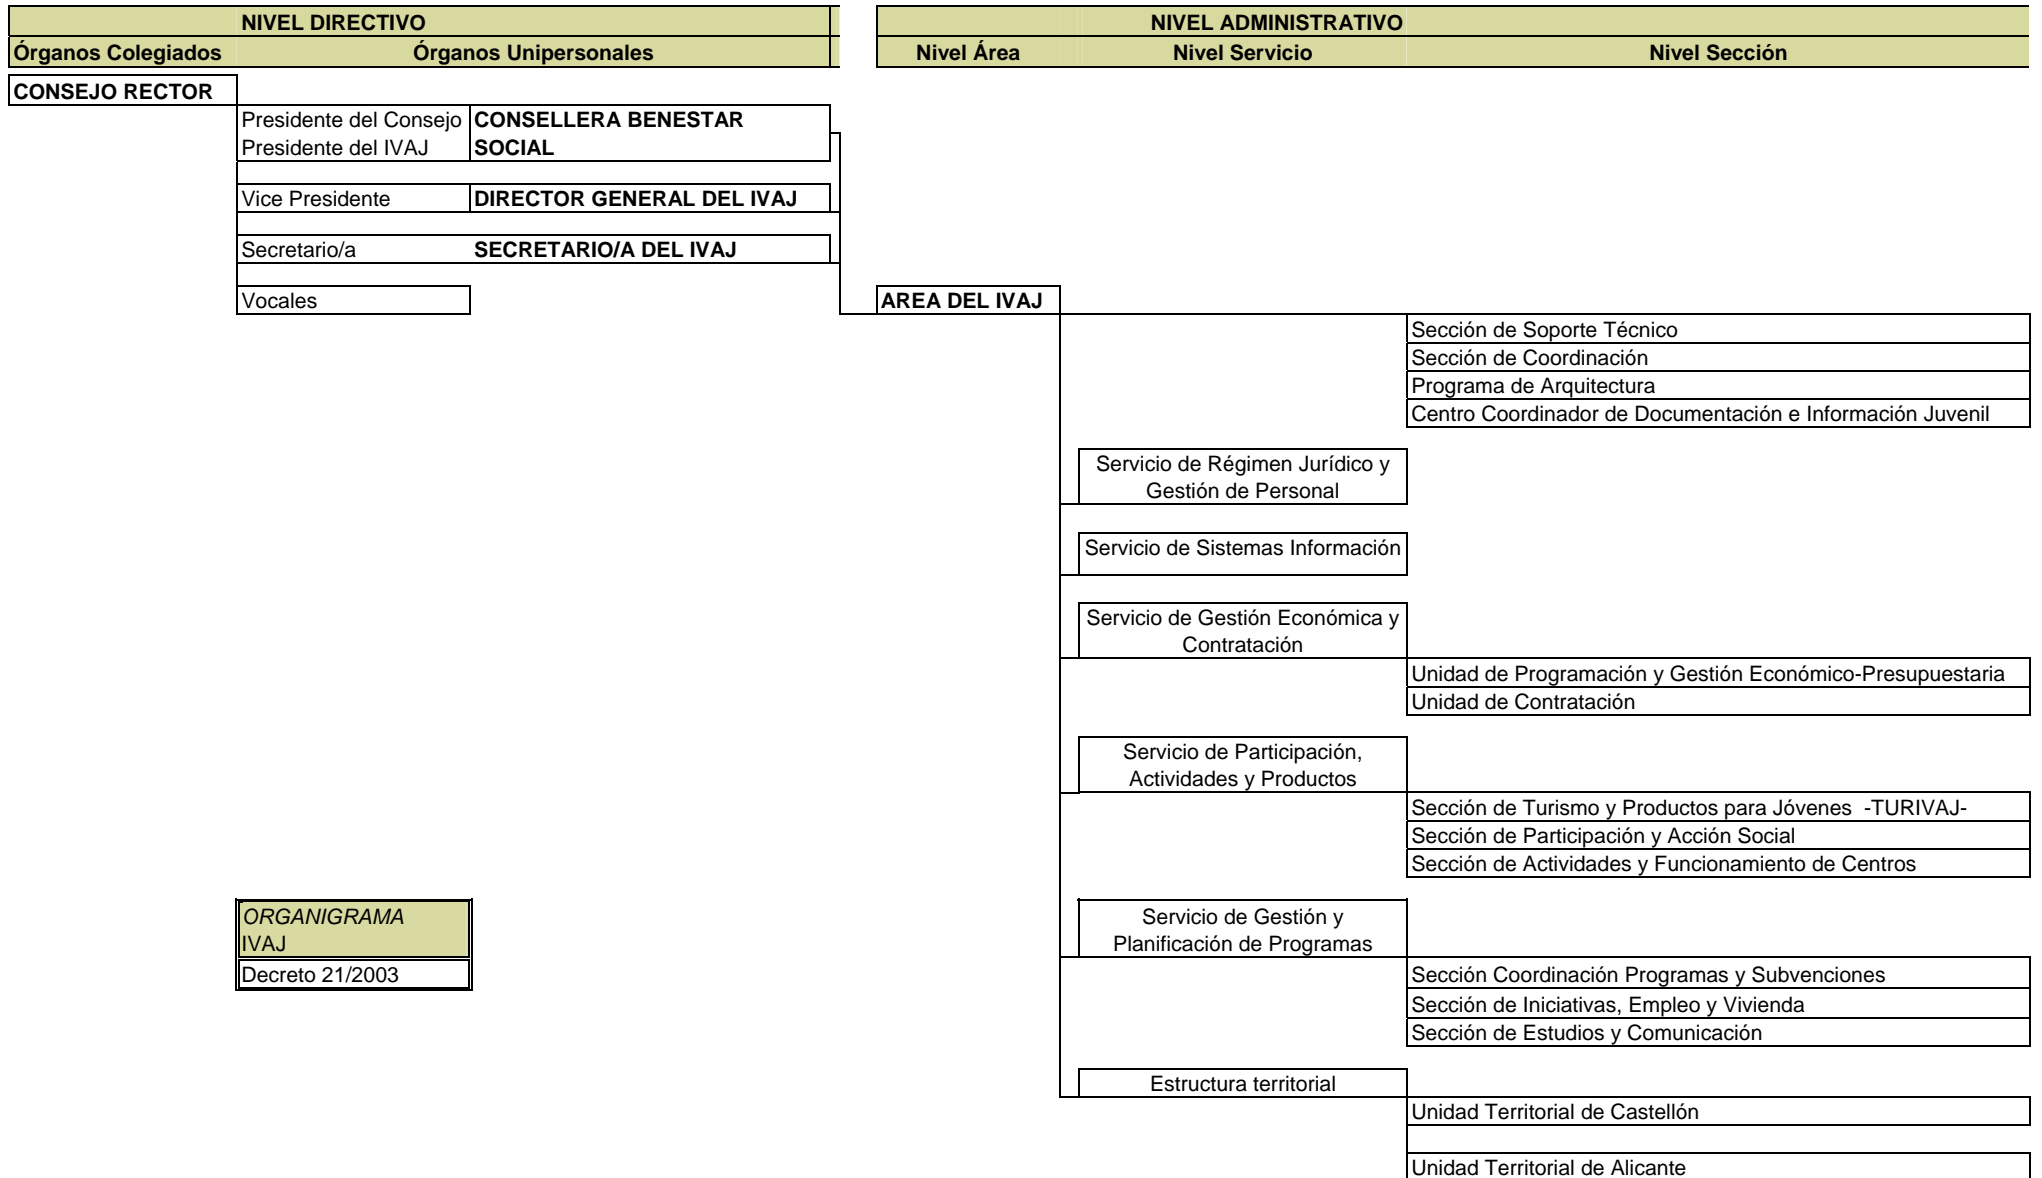 NIVEL DIRECTIVO
NIVEL ADMINISTRATIVO
Órganos Colegiados
Órganos Unipersonales
Nivel Área
Nivel Servicio
Nivel Sección
CONSEJO RECTOR
Presidente del Consejo
CONSELLERA BENESTAR
Presidente del IVAJ
SOCIAL
Vice Presidente
DIRECTOR GENERAL DEL IVAJ
Secretario/a
SECRETARIO/A DEL IVAJ
Vocales
AREA DEL IVAJ
Sección de Soporte Técnico
Sección de Coordinación
Programa de Arquitectura
Centro Coordinador de Documentación e Información Juvenil
Servicio de Régimen Jurídico y
Gestión de Personal
Servicio de Sistemas Información
Servicio de Gestión Económica y
Contratación
Unidad de Programación y Gestión Económico-Presupuestaria
Unidad de Contratación
Servicio de Participación,
Actividades y Productos
Sección de Turismo y Productos para Jóvenes  -TURIVAJ-
Sección de Participación y Acción Social
Sección de Actividades y Funcionamiento de Centros
ORGANIGRAMA
IVAJ
Decreto 21/2003
Servicio de Gestión y
Planificación de Programas
Sección Coordinación Programas y Subvenciones
Sección de Iniciativas, Empleo y Vivienda
Sección de Estudios y Comunicación
Estructura territorial
Unidad Territorial de Castellón
Unidad Territorial de Alicante